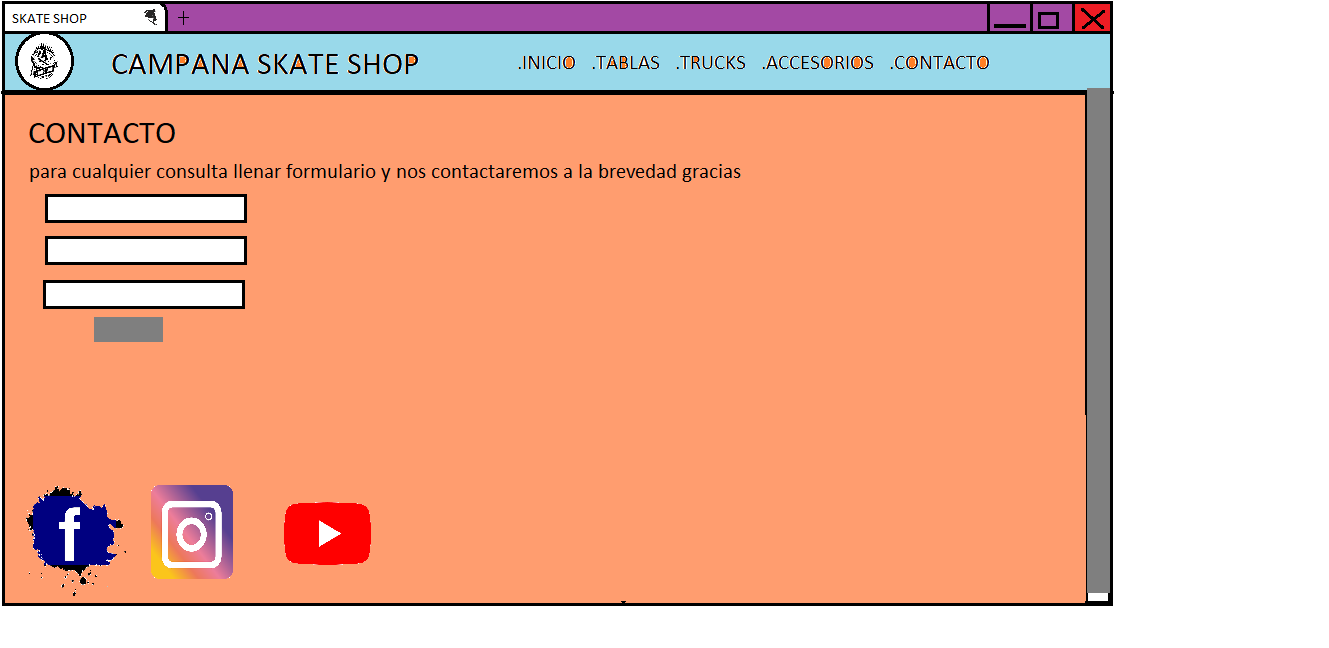 SKATE SHOP
CAMPANA SKATE SHOP
.INICIO .TABLAS .TRUCKS .ACCESORIOS .CONTACTO
CONTACTO
para cualquier consulta llenar formulario y nos contactaremos a la brevedad gracias
f